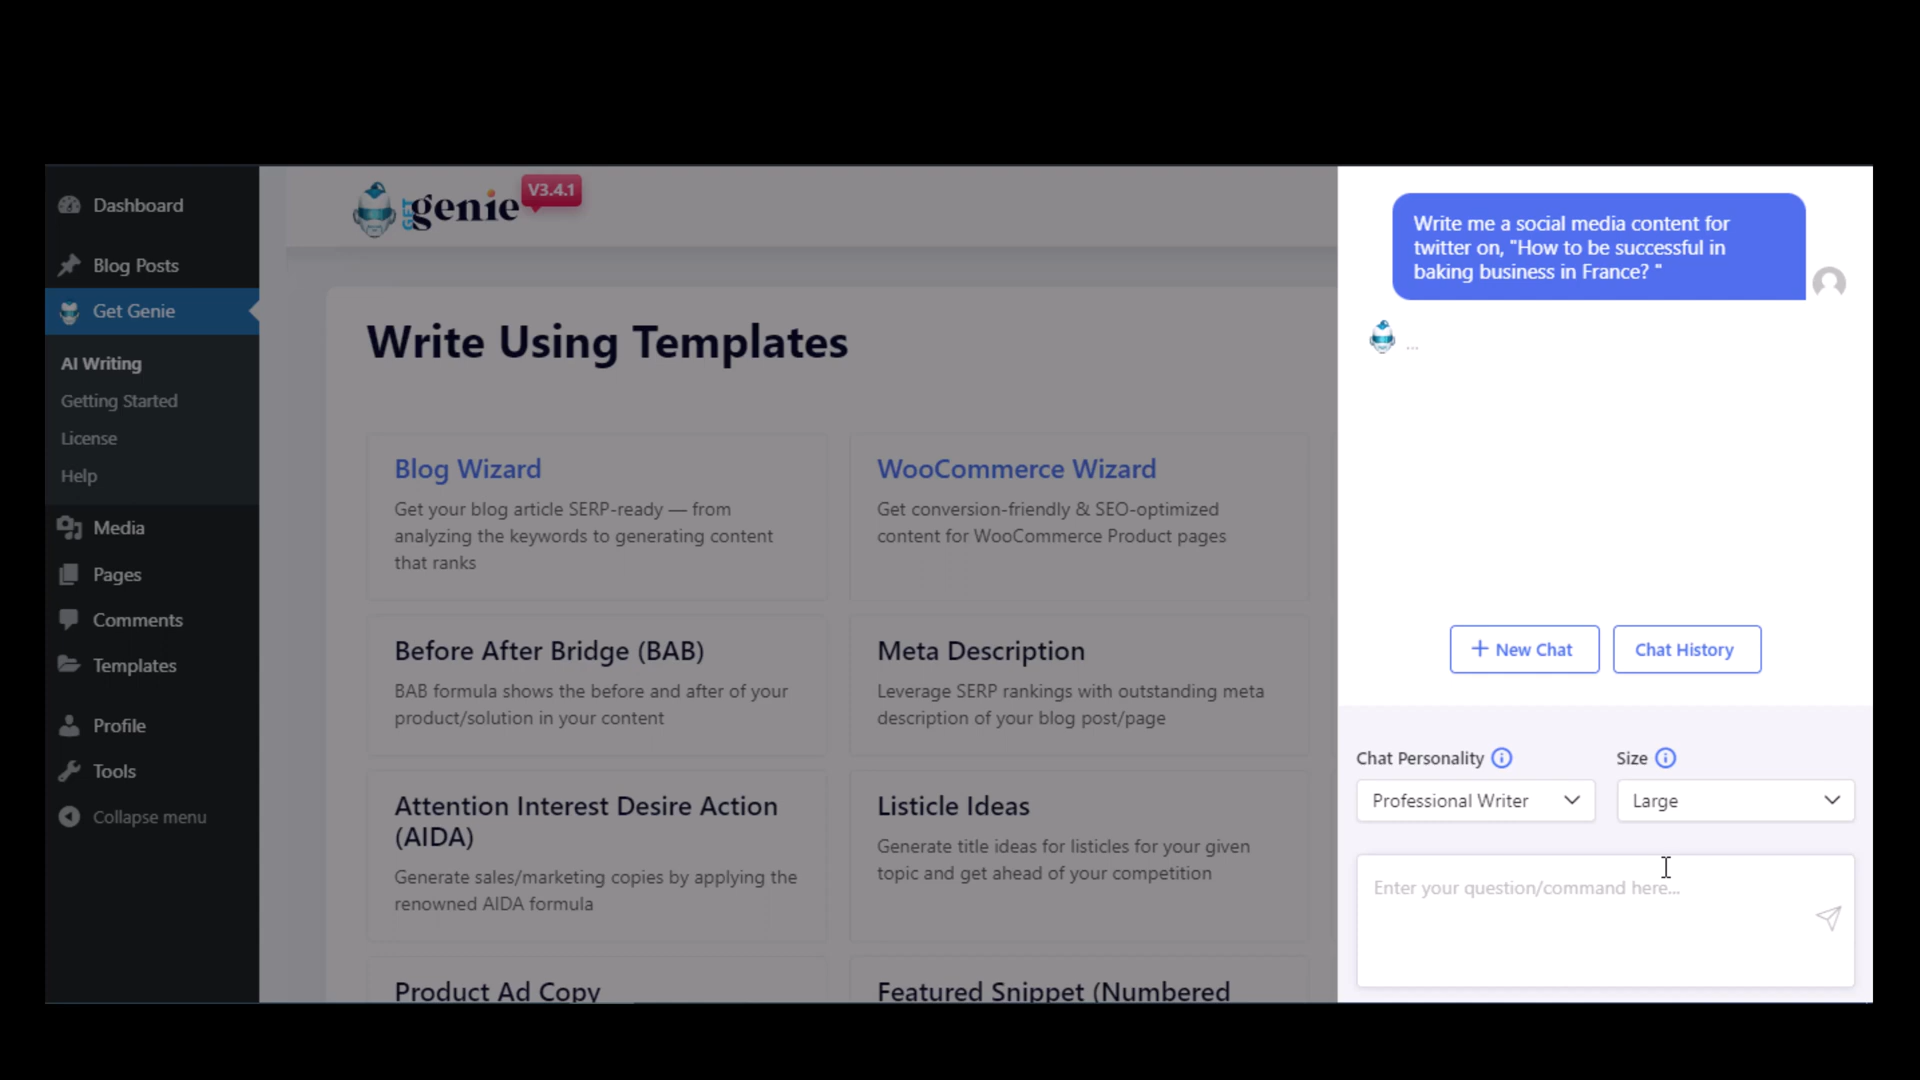 Dashboard
Blog Posts
Get Genie
AI Writing
Getting Started
License
Help
Media
Pages
Comments
Templates
Profile
Tools
Collapse menu
GET genie
V3.4.1
Write Using Templates
Blog Wizard
Get your blog article SERP-ready — from
analyzing the keywords to generating content
that ranks
WooCommerce Wizard
Get conversion-friendly & SEO-optimized
content for WooCommerce Product pages
Before After Bridge (BAB)
BAB formula shows the before and after of your
product/solution in your content
Meta Description
Leverage SERP rankings with outstanding meta
description of your blog post/page
Attention Interest Desire Action
(AIDA)
Generate sales/marketing copies by applying the
renowned AIDA formula
Listicle Ideas
Generate title ideas for listicles for your given
topic and get ahead of your competition
Product Ad Copy
Featured Snippet (Numbered
Write me a social media content for
twitter on, "How to be successful in
baking business in France? "
...
+ New Chat
Chat History
Chat Personality
Size
Professional Writer
Large
Enter your question/command here...